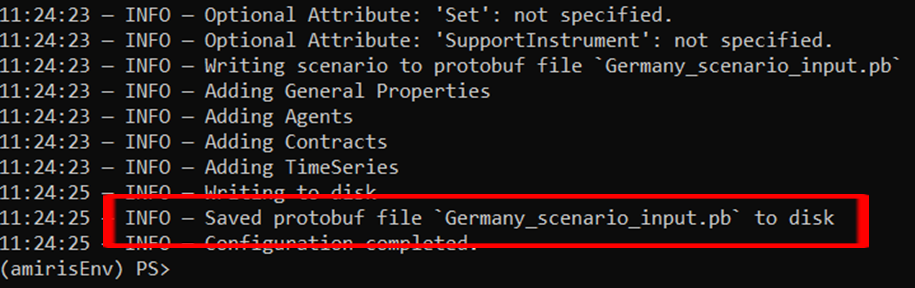 11:24:23 — INFO — Optional Attribute: 'Set': not specified.
11:24:23 — INFO — Optional Attribute: 'SupportInstrument': not specified.
11:24:23 — INFO — Writing scenario to protobuf file `Germany_scenario_input.pb`
11:24:23 — INFO — Adding General Properties
11:24:23 — INFO — Adding Agents
11:24:23 — INFO — Adding Contracts
11:24:23 — INFO — Adding TimeSeries
11:24:25 — INFO — Writing to disk
11:24:25 — INFO — Saved protobuf file `Germany_scenario_input.pb` to disk
11:24:25 — INFO — Configuration completed.
(amirisEnv) PS>